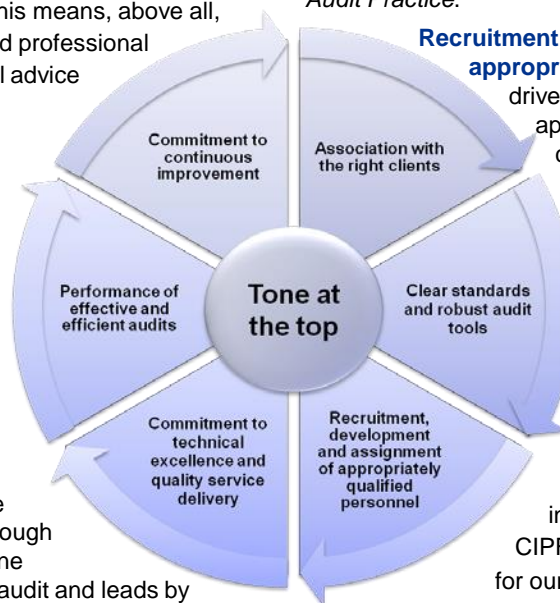 his means, above all,
d professional
l advice
Audit Practice.
Recruitment
appropri
drive
ap
Commitment to
continuous
improvement
Association with
the right clients
Performance of
effective and
efficient audits
Tone at
the top
Clear standards
and robust audit
tools
Commitment to
technical
excellence and
quality service
delivery
Recruitment,
development
and assignment
of appropriately
qualified
personnel
e
ough
ne
audit and leads by
in
CIPF
for our